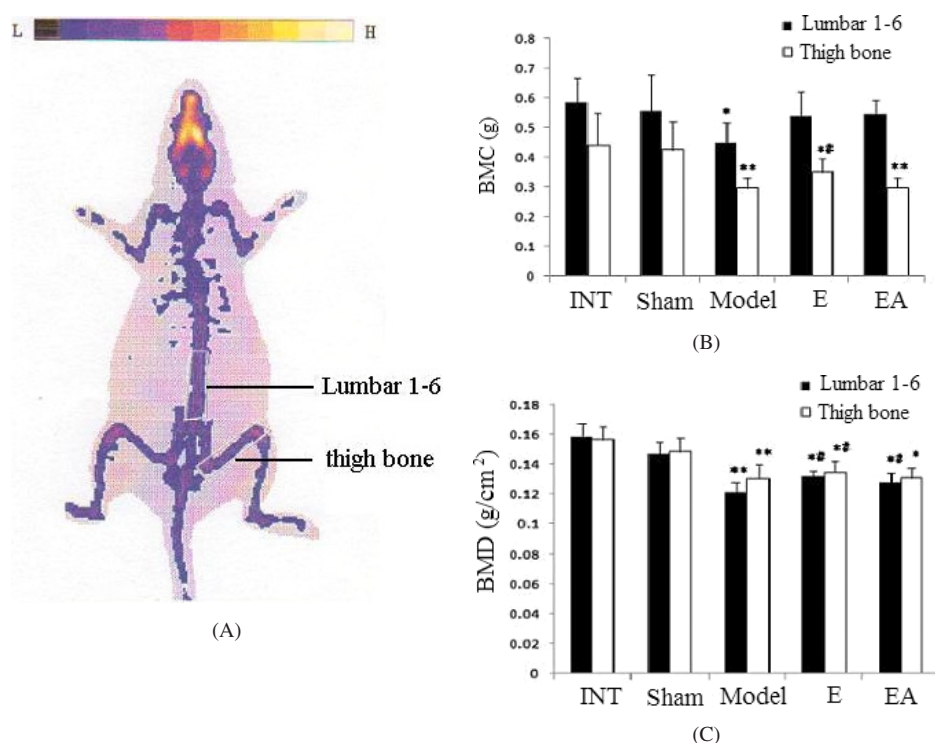 L H
Lumbar 1-6
thigh bone
(A)
Lumbar 1-6
Thigh bone
BMC (g)
0.8
0.7
0.6
0.5
0.4
0.3
0.2
0.1
0
*
**
*#
**
INT Sham Model E EA
(B)
Lumbar 1-6
Thigh bone
BMD (g/cm²)
0.18
0.16
0.14
0.12
0.1
0.08
0.06
0.04
0.02
0
** ** *# *# *# *
INT Sham Model E EA
(C)